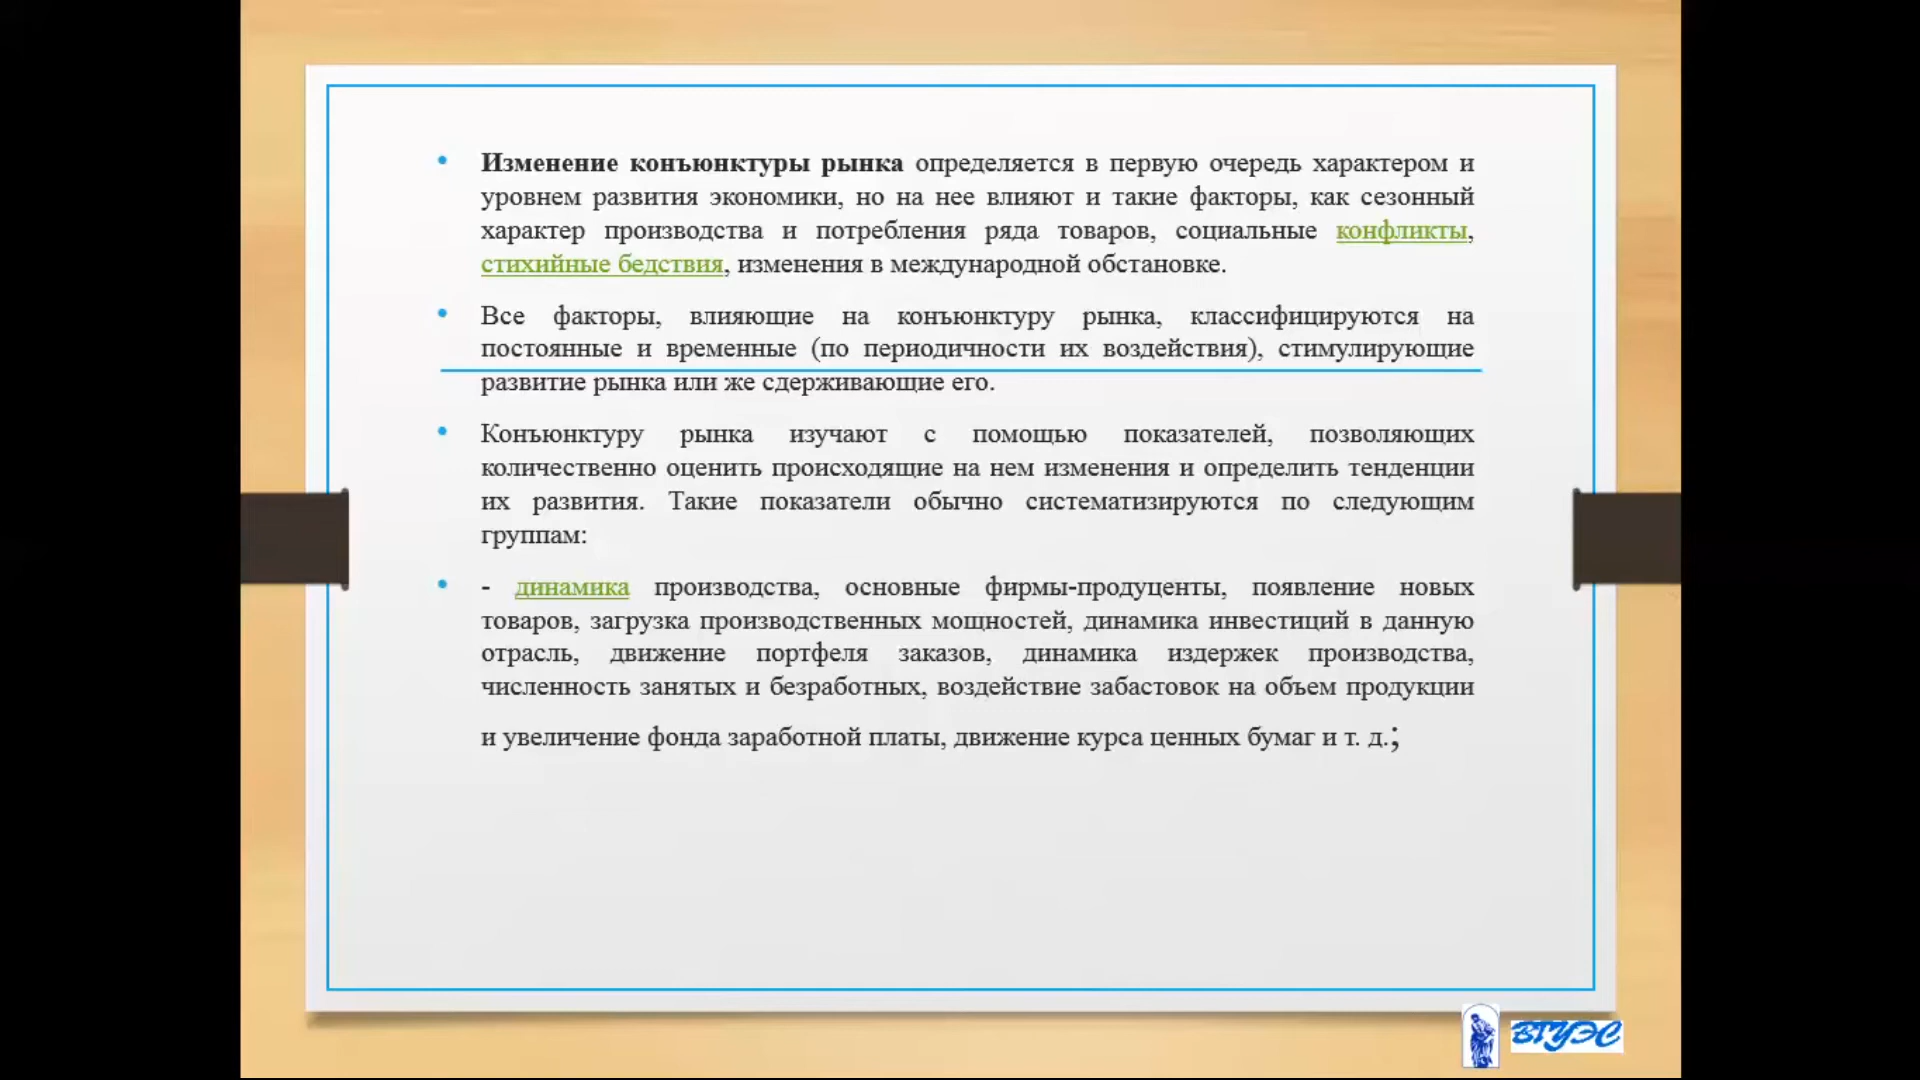 Изменение конъюнктуры рынка определяется в первую очередь характером и
уровнем развития экономики, но на нее влияют и такие факторы, как сезонный
характер производства и потребления ряда товаров, социальные конфликты,
стихийные бедствия, изменения в международной обстановке.
Все факторы, влияющие на конъюнктуру рынка, классифицируются на
постоянные и временные (по периодичности их воздействия), стимулирующие
развитие рынка или же сдерживающие его.
Конъюнктуру рынка изучают с помощью показателей, позволяющих
количественно оценить происходящие на нем изменения и определить тенденции
их развития. Такие показатели обычно систематизируются по следующим
группам:
- динамика производства, основные фирмы-продуценты, появление новых
товаров, загрузка производственных мощностей, динамика инвестиций в данную
отрасль, движение портфеля заказов, динамика издержек производства,
численность занятых и безработных, воздействие забастовок на объем продукции
и увеличение фонда заработной платы, движение курса ценных бумаг и т. д.;
ВГУЭС